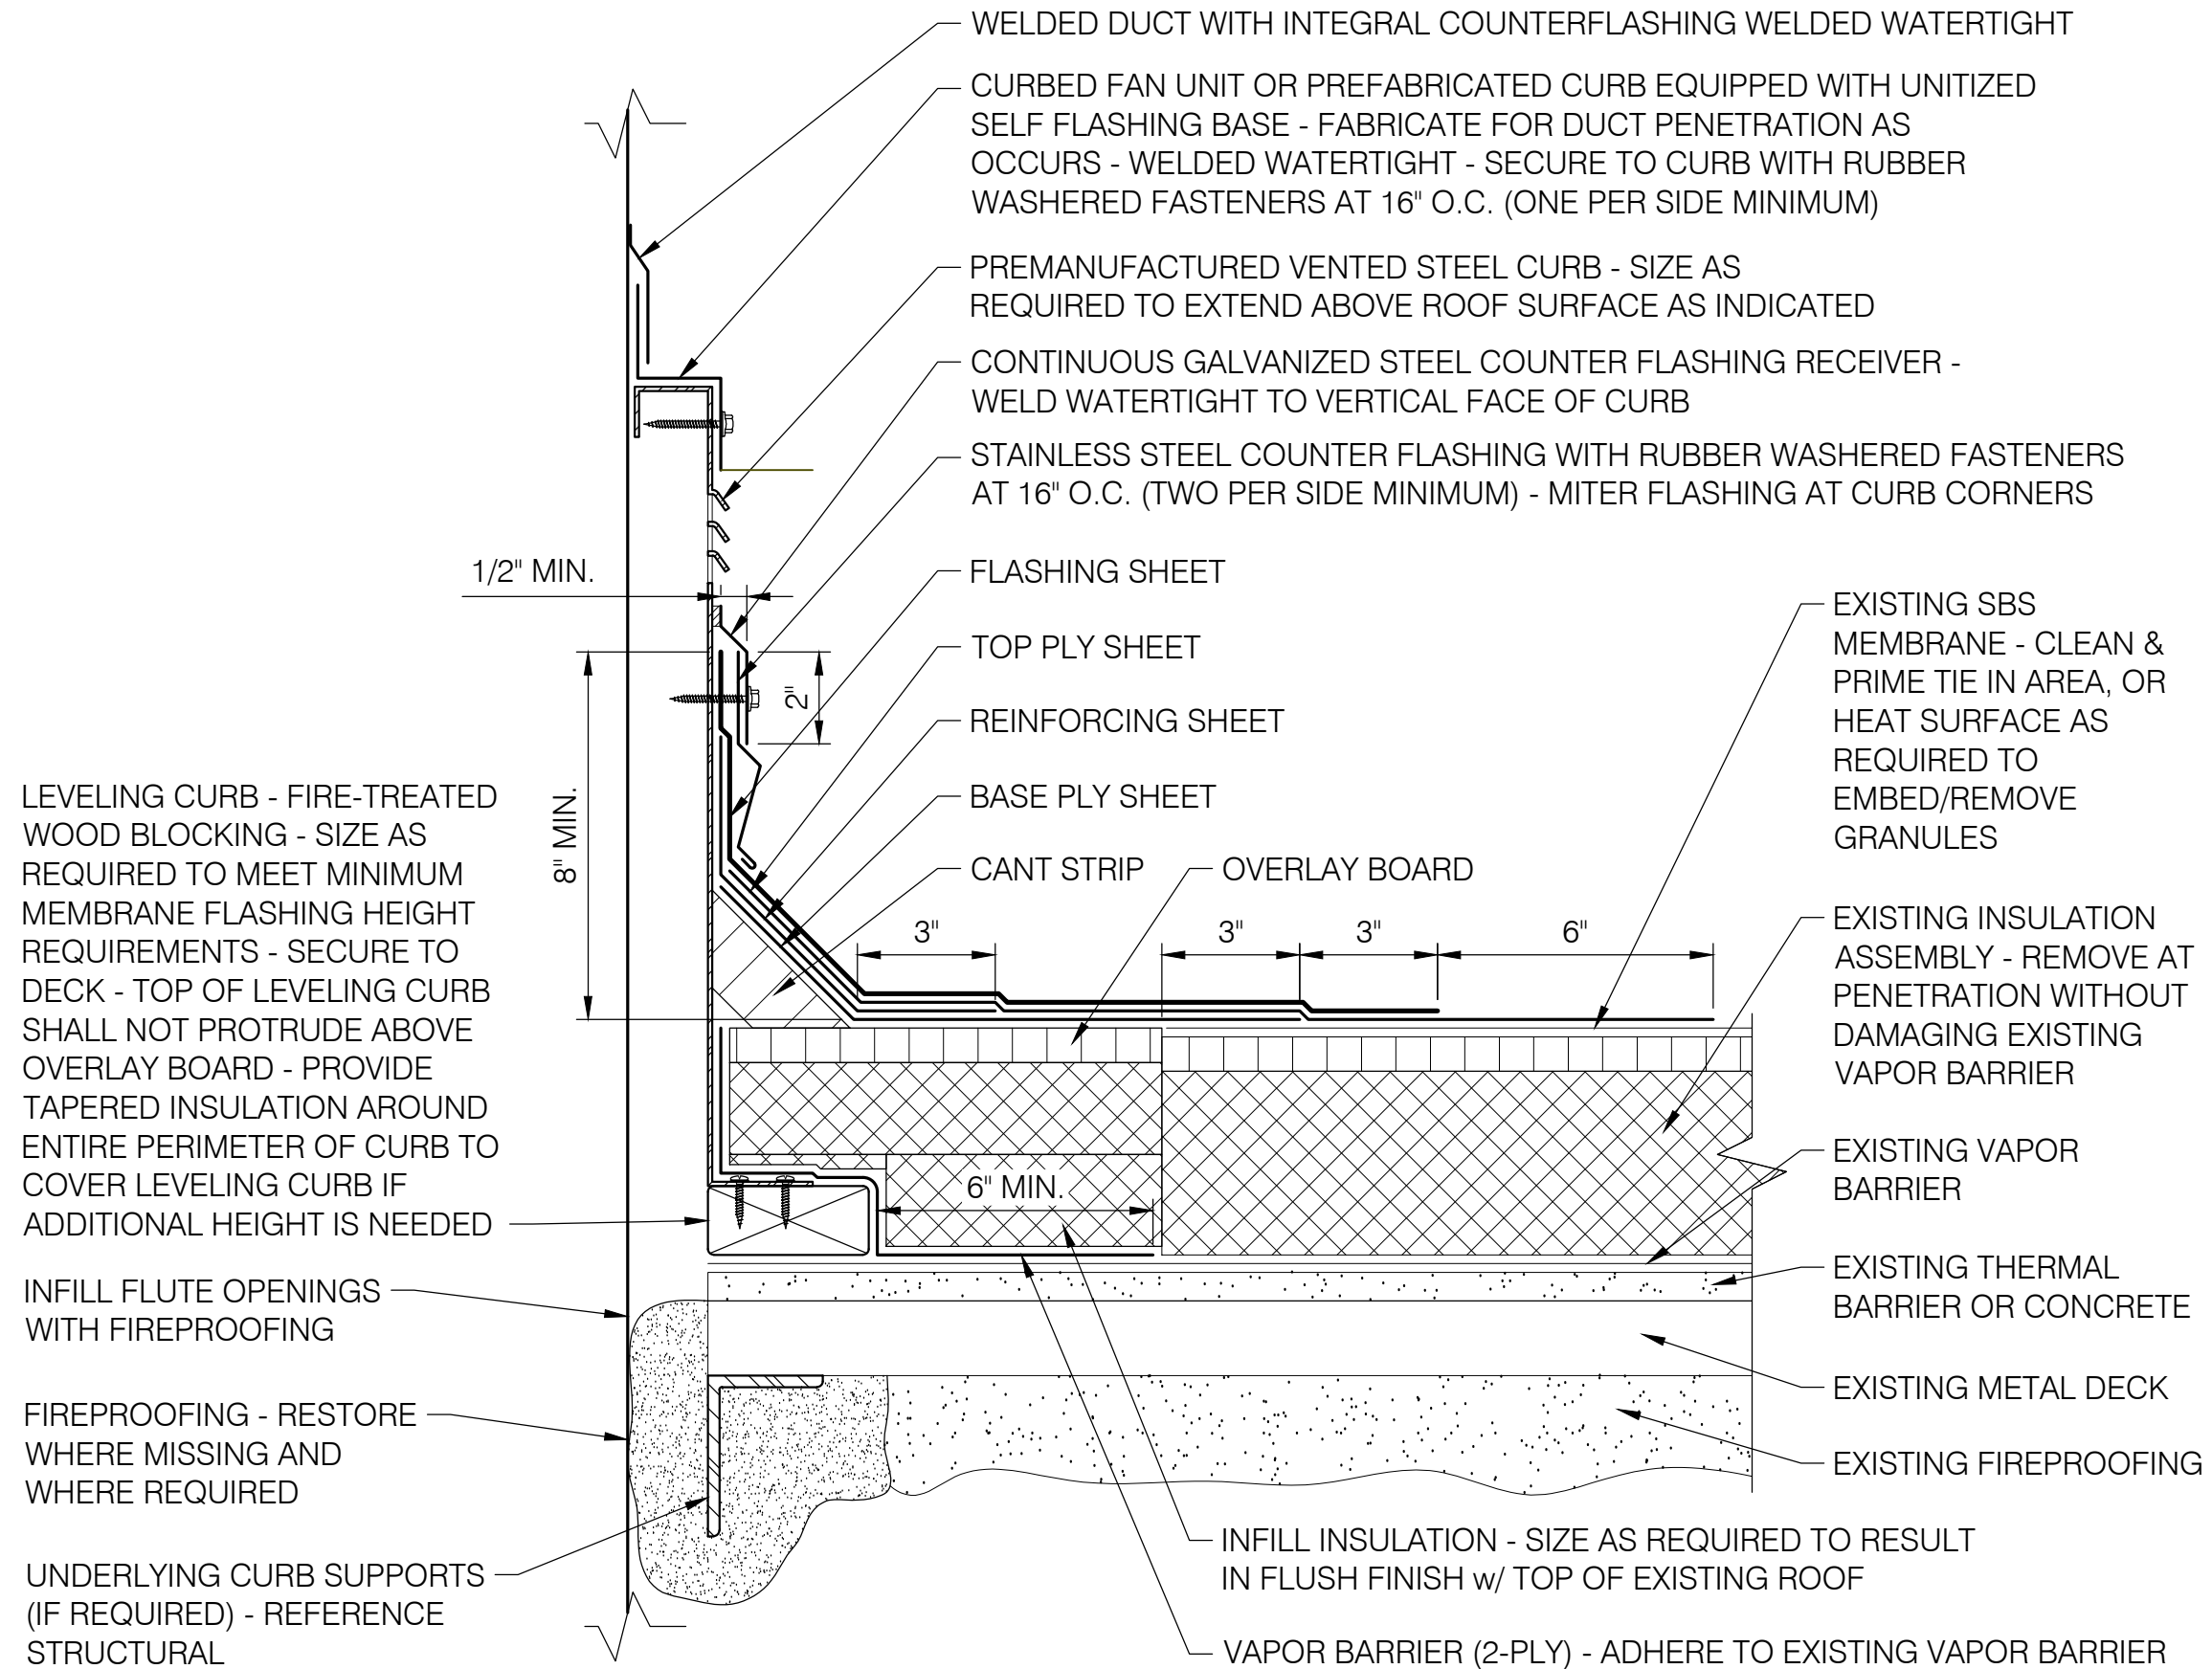 WELDED DUCT WITH INTEGRAL COUNTERFLASHING WELDED WATERTIGHT
CURBED FAN UNIT OR PREFABRICATED CURB EQUIPPED WITH UNITIZED
SELF FLASHING BASE - FABRICATE FOR DUCT PENETRATION AS
OCCURS - WELDED WATERTIGHT - SECURE TO CURB WITH RUBBER
WASHERED FASTENERS AT 16" O.C. (ONE PER SIDE MINIMUM)
PREMANUFACTURED VENTED STEEL CURB - SIZE AS
REQUIRED TO EXTEND ABOVE ROOF SURFACE AS INDICATED
CONTINUOUS GALVANIZED STEEL COUNTER FLASHING RECEIVER -
WELD WATERTIGHT TO VERTICAL FACE OF CURB
STAINLESS STEEL COUNTER FLASHING WITH RUBBER WASHERED FASTENERS
AT 16" O.C. (TWO PER SIDE MINIMUM) - MITER FLASHING AT CURB CORNERS
1/2" MIN.
FLASHING SHEET
TOP PLY SHEET
REINFORCING SHEET
BASE PLY SHEET
CANT STRIP
OVERLAY BOARD
2"
8" MIN.
3"
3"
3"
6"
6" MIN.
EXISTING SBS
MEMBRANE - CLEAN &
PRIME TIE IN AREA, OR
HEAT SURFACE AS
REQUIRED TO
EMBED/REMOVE
GRANULES
EXISTING INSULATION
ASSEMBLY - REMOVE AT
PENETRATION WITHOUT
DAMAGING EXISTING
VAPOR BARRIER
EXISTING VAPOR
BARRIER
EXISTING THERMAL
BARRIER OR CONCRETE
EXISTING METAL DECK
EXISTING FIREPROOFING
LEVELING CURB - FIRE-TREATED
WOOD BLOCKING - SIZE AS
REQUIRED TO MEET MINIMUM
MEMBRANE FLASHING HEIGHT
REQUIREMENTS - SECURE TO
DECK - TOP OF LEVELING CURB
SHALL NOT PROTRUDE ABOVE
OVERLAY BOARD - PROVIDE
TAPERED INSULATION AROUND
ENTIRE PERIMETER OF CURB TO
COVER LEVELING CURB IF
ADDITIONAL HEIGHT IS NEEDED
INFILL FLUTE OPENINGS
WITH FIREPROOFING
FIREPROOFING - RESTORE
WHERE MISSING AND
WHERE REQUIRED
UNDERLYING CURB SUPPORTS
(IF REQUIRED) - REFERENCE
STRUCTURAL
INFILL INSULATION - SIZE AS REQUIRED TO RESULT
IN FLUSH FINISH w/ TOP OF EXISTING ROOF
VAPOR BARRIER (2-PLY) - ADHERE TO EXISTING VAPOR BARRIER